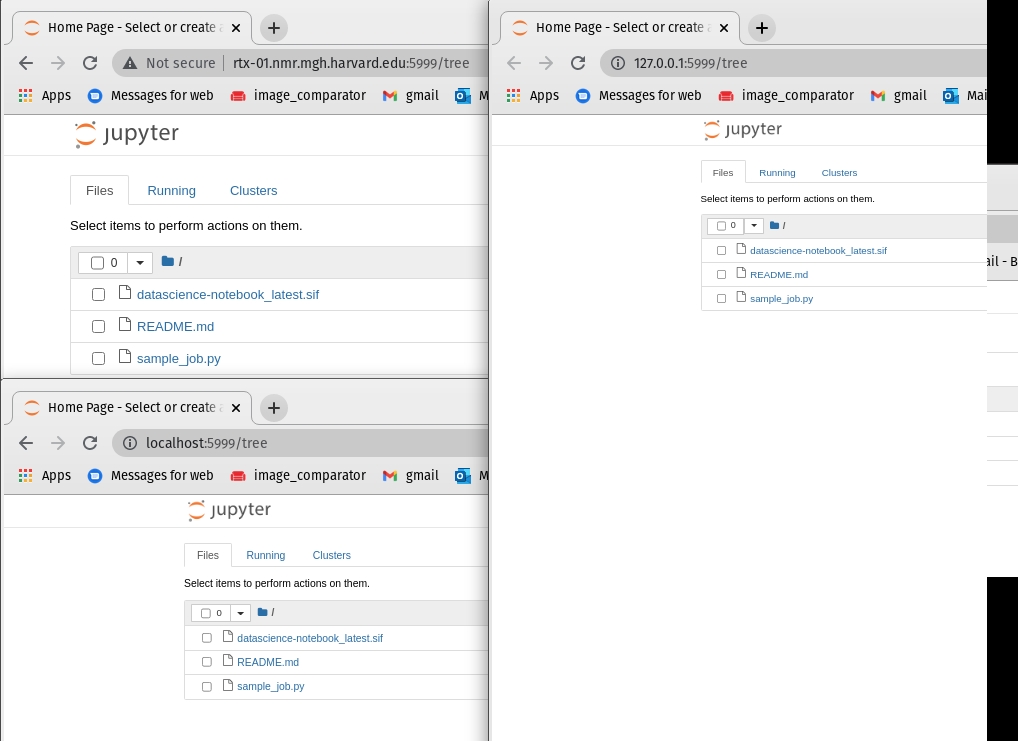 Home Page - Select or create a
Not secure rtx-01.nmr.mgh.harvard.edu:5999/tree
Apps Messages for web image_comparator gmail M
jupyter
Files Running Clusters
Select items to perform actions on them.
0 /
datascience-notebook_latest.sif
README.md
sample_job.py
Home Page - Select or create a
localhost:5999/tree
Apps Messages for web image_comparator gmail M
jupyter
Files Running Clusters
Select items to perform actions on them.
0 /
datascience-notebook_latest.sif
README.md
sample_job.py
Home Page - Select or create a
127.0.0.1:5999/tree
Apps Messages for web image_comparator gmail Mai
jupyter
Files Running Clusters
Select items to perform actions on them.
0 /
datascience-notebook_latest.sif
README.md
sample_job.py
ail - B